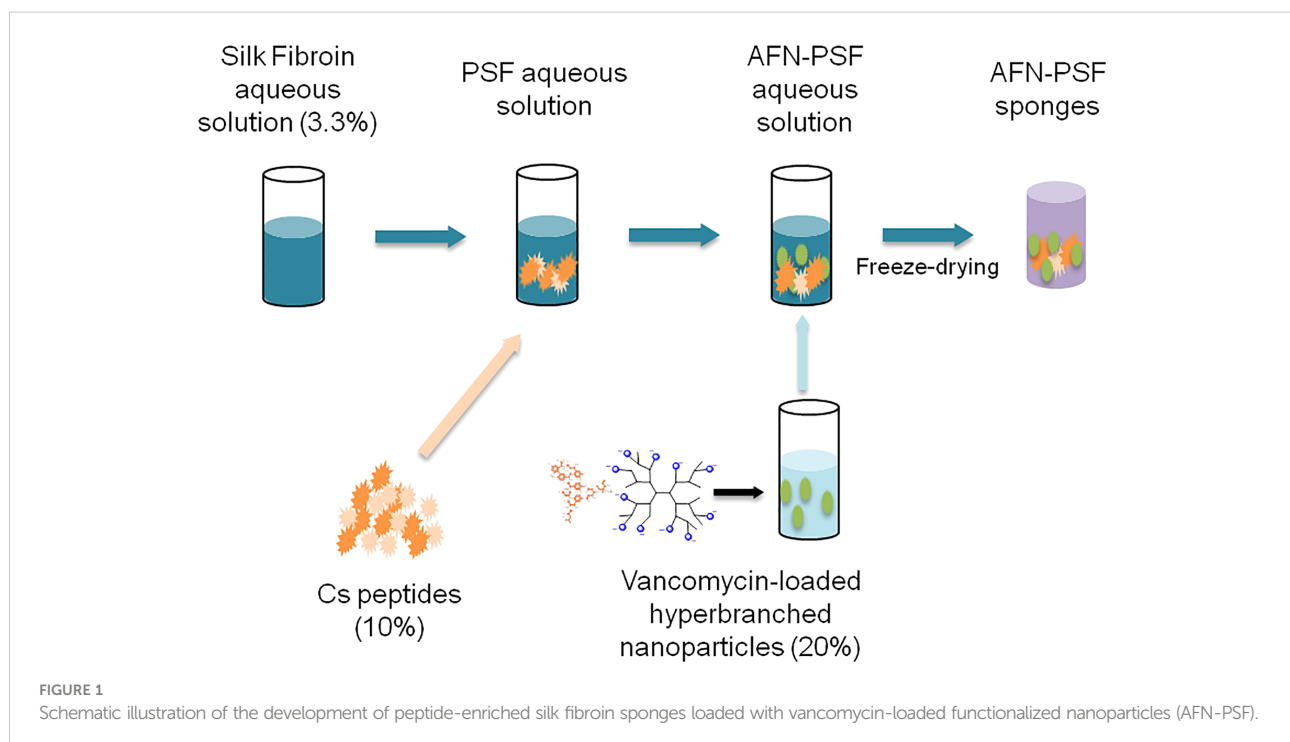 Silk Fibroin
aqueous
solution (3.3%)
PSF aqueous
solution
AFN-PSF
aqueous
solution
AFN-PSF
sponges
Freeze-drying
Cs peptides
(10%)
Vancomycin-loaded
hyperbranched
nanoparticles (20%)
FIGURE 1
Schematic illustration of the development of peptide-enriched silk fibroin sponges loaded with vancomycin-loaded functionalized nanoparticles (AFN-PSF).